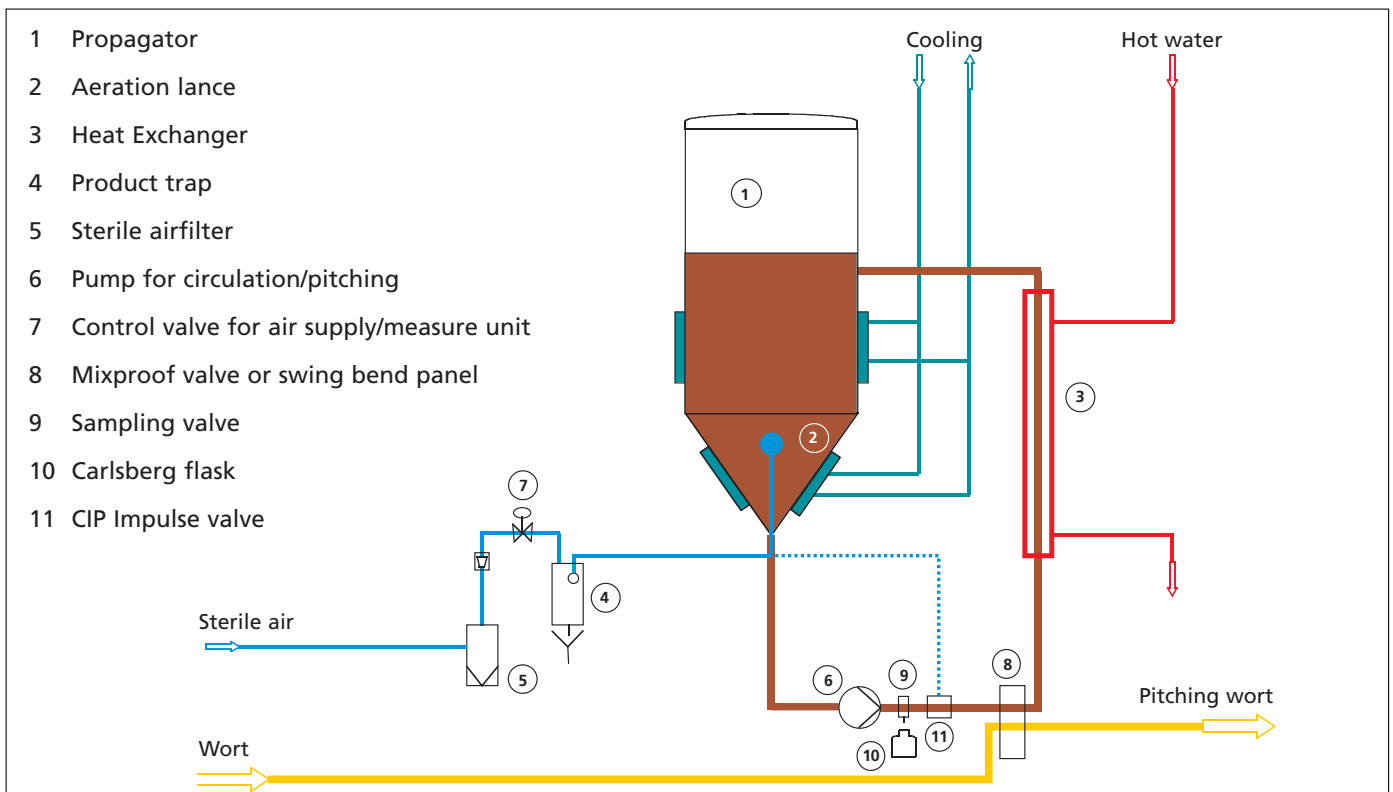 1 Propagator
2 Aeration lance
3 Heat Exchanger
4 Product trap
5 Sterile airfilter
6 Pump for circulation/pitching
7 Control valve for air supply/measure unit
8 Mixproof valve or swing bend panel
9 Sampling valve
10 Carlsberg flask
11 CIP Impulse valve
Cooling
Hot water
1
3
2
7
4
Sterile air
5
6
9
8
Pitching wort
11
10
Wort